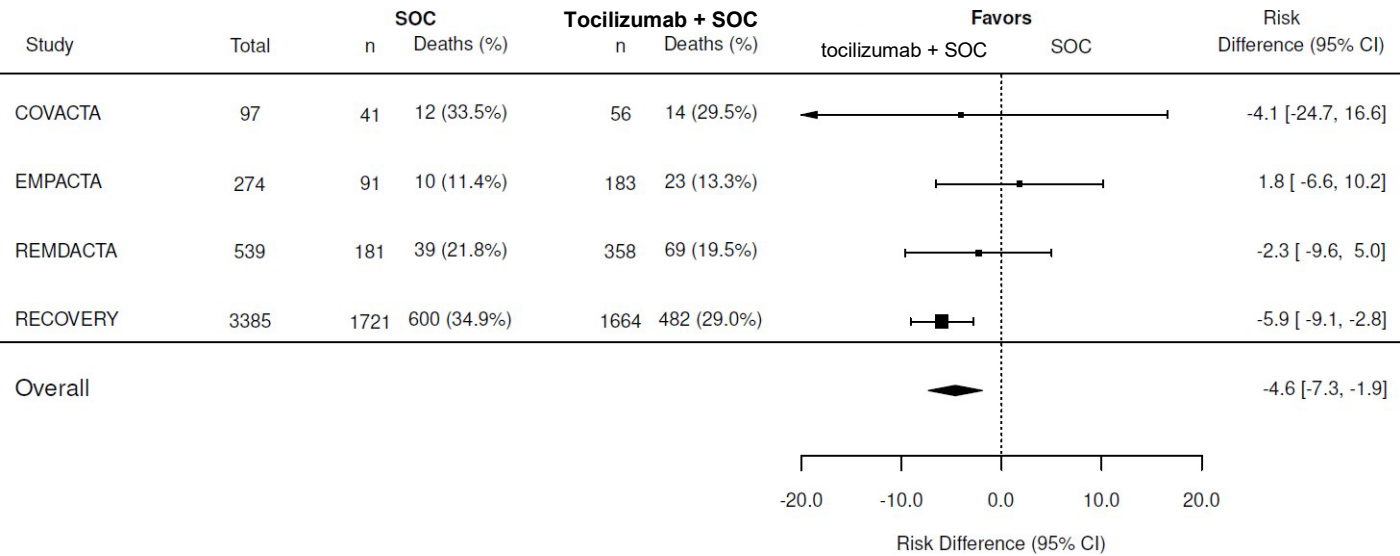 SOC Tocilizumab + SOC Favors Risk
Study Total n Deaths (%) n Deaths (%) tocilizumab + SOC SOC Difference (95% CI)
COVACTA 97 41 12 (33.5%) 56 14 (29.5%) -4.1 [-24.7, 16.6]
EMPACTA 274 91 10 (11.4%) 183 23 (13.3%) 1.8 [ -6.6, 10.2]
REMDACTA 539 181 39 (21.8%) 358 69 (19.5%) -2.3 [ -9.6, 5.0]
RECOVERY 3385 1721 600 (34.9%) 1664 482 (29.0%) -5.9 [ -9.1, -2.8]
Overall -4.6 [-7.3, -1.9]
-20.0 -10.0 0.0 10.0 20.0
Risk Difference (95% CI)